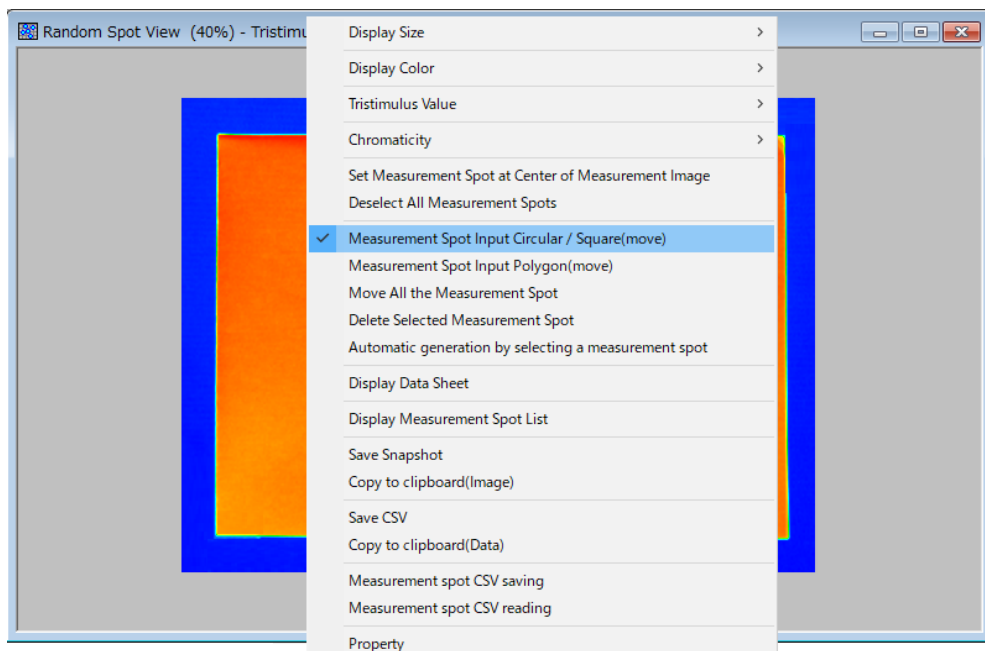 Random Spot View (40%) - Tristimu
Display Size
Display Color
Tristimulus Value
Chromaticity
Set Measurement Spot at Center of Measurement Image
Deselect All Measurement Spots
Measurement Spot Input Circular / Square(move)
Measurement Spot Input Polygon(move)
Move All the Measurement Spot
Delete Selected Measurement Spot
Automatic generation by selecting a measurement spot
Display Data Sheet
Display Measurement Spot List
Save Snapshot
Copy to clipboard(Image)
Save CSV
Copy to clipboard(Data)
Measurement spot CSV saving
Measurement spot CSV reading
Property